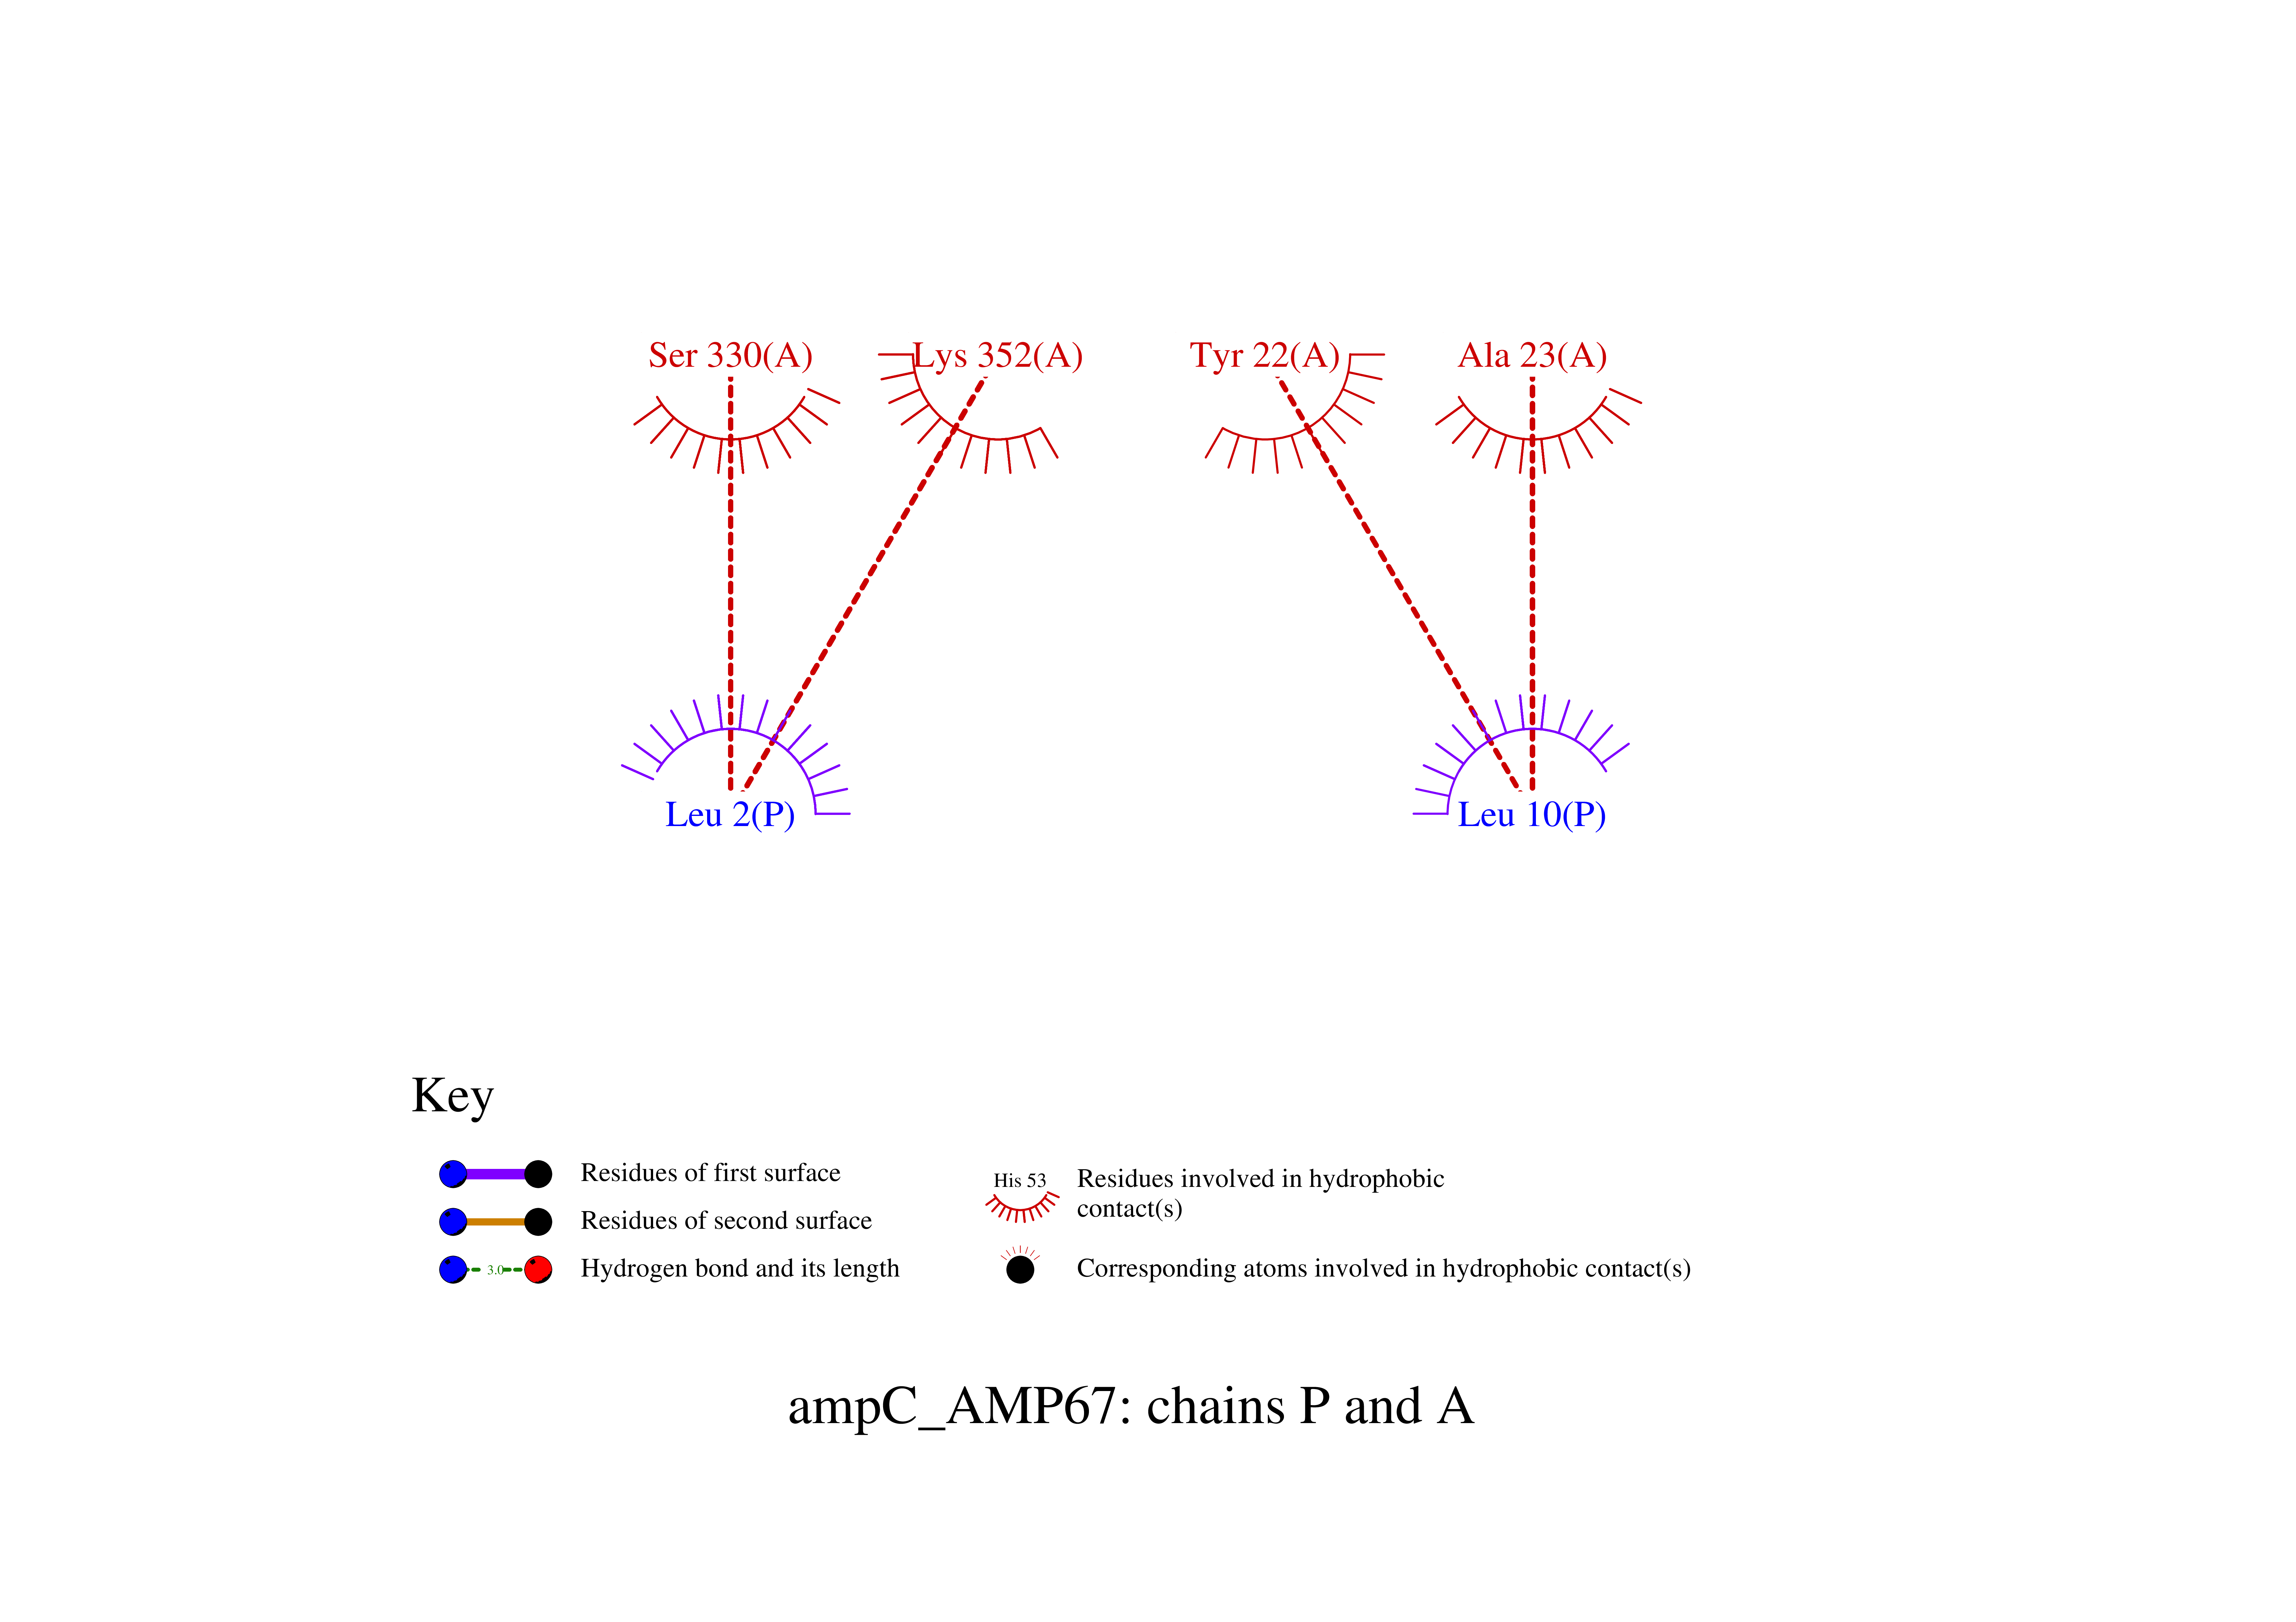 Ser 330(A) Lys 352(A) Tyr 22(A) Ala 23(A)
Leu 2(P) Leu 10(P)
Key
Residues of first surface
Residues of second surface
3.0 Hydrogen bond and its length
His 53 Residues involved in hydrophobic
contact(s)
Corresponding atoms involved in hydrophobic contact(s)
ampC_AMP67: chains P and A